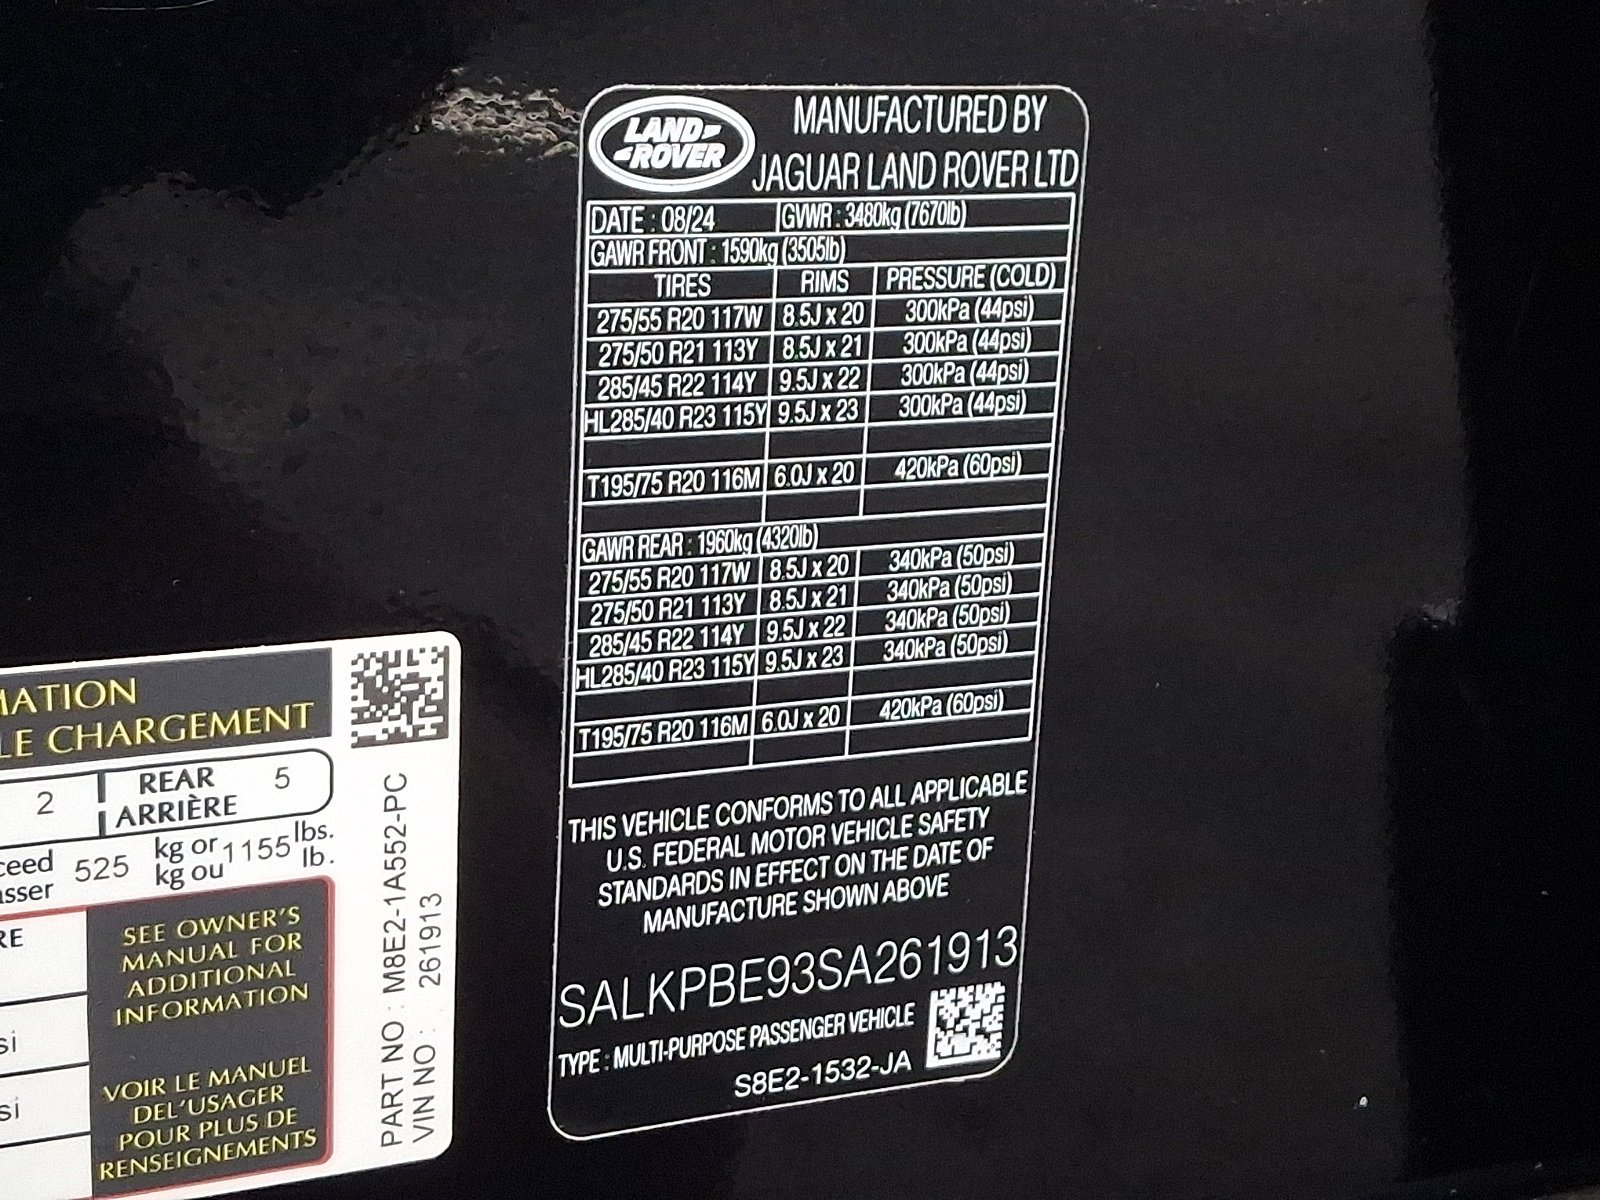 LAND ROVER
MANUFACTURED BY
JAGUAR LAND ROVER LTD
DATE : 08/24 GVWR : 3480kg (7670lb)
GAWR FRONT : 1590kg (3505lb)
TIRES RIMS PRESSURE (COLD)
275/55 R20 117W 8.5J x 20 300kPa (44psi)
275/50 R21 113Y 8.5J x 21 300kPa (44psi)
285/45 R22 114Y 9.5J x 22 300kPa (44psi)
HL285/40 R23 115Y 9.5J x 23 300kPa (44psi)
T195/75 R20 116M 6.0J x 20 420kPa (60psi)
GAWR REAR : 1960kg (4320lb)
275/55 R20 117W 8.5J x 20 340kPa (50psi)
275/50 R21 113Y 8.5J x 21 340kPa (50psi)
285/45 R22 114Y 9.5J x 22 340kPa (50psi)
HL285/40 R23 115Y 9.5J x 23 340kPa (50psi)
T195/75 R20 116M 6.0J x 20 420kPa (60psi)
THIS VEHICLE CONFORMS TO ALL APPLICABLE
U.S. FEDERAL MOTOR VEHICLE SAFETY
STANDARDS IN EFFECT ON THE DATE OF
MANUFACTURE SHOWN ABOVE
SALKPBE93SA261913
TYPE : MULTI-PURPOSE PASSENGER VEHICLE
S8E2-1532-JA
MATION
LE CHARGEMENT
2 REAR 5
ARRIÈRE
ceed 525 kg or 1155 lbs.
asser kg ou lb.
RE
SEE OWNER'S
MANUAL FOR
ADDITIONAL
INFORMATION
si
VOIR LE MANUEL
DEL'USAGER
POUR PLUS DE
RENSEIGNEMENTS
si
PART NO : M8E2-1A552-PC
VIN NO : 261913